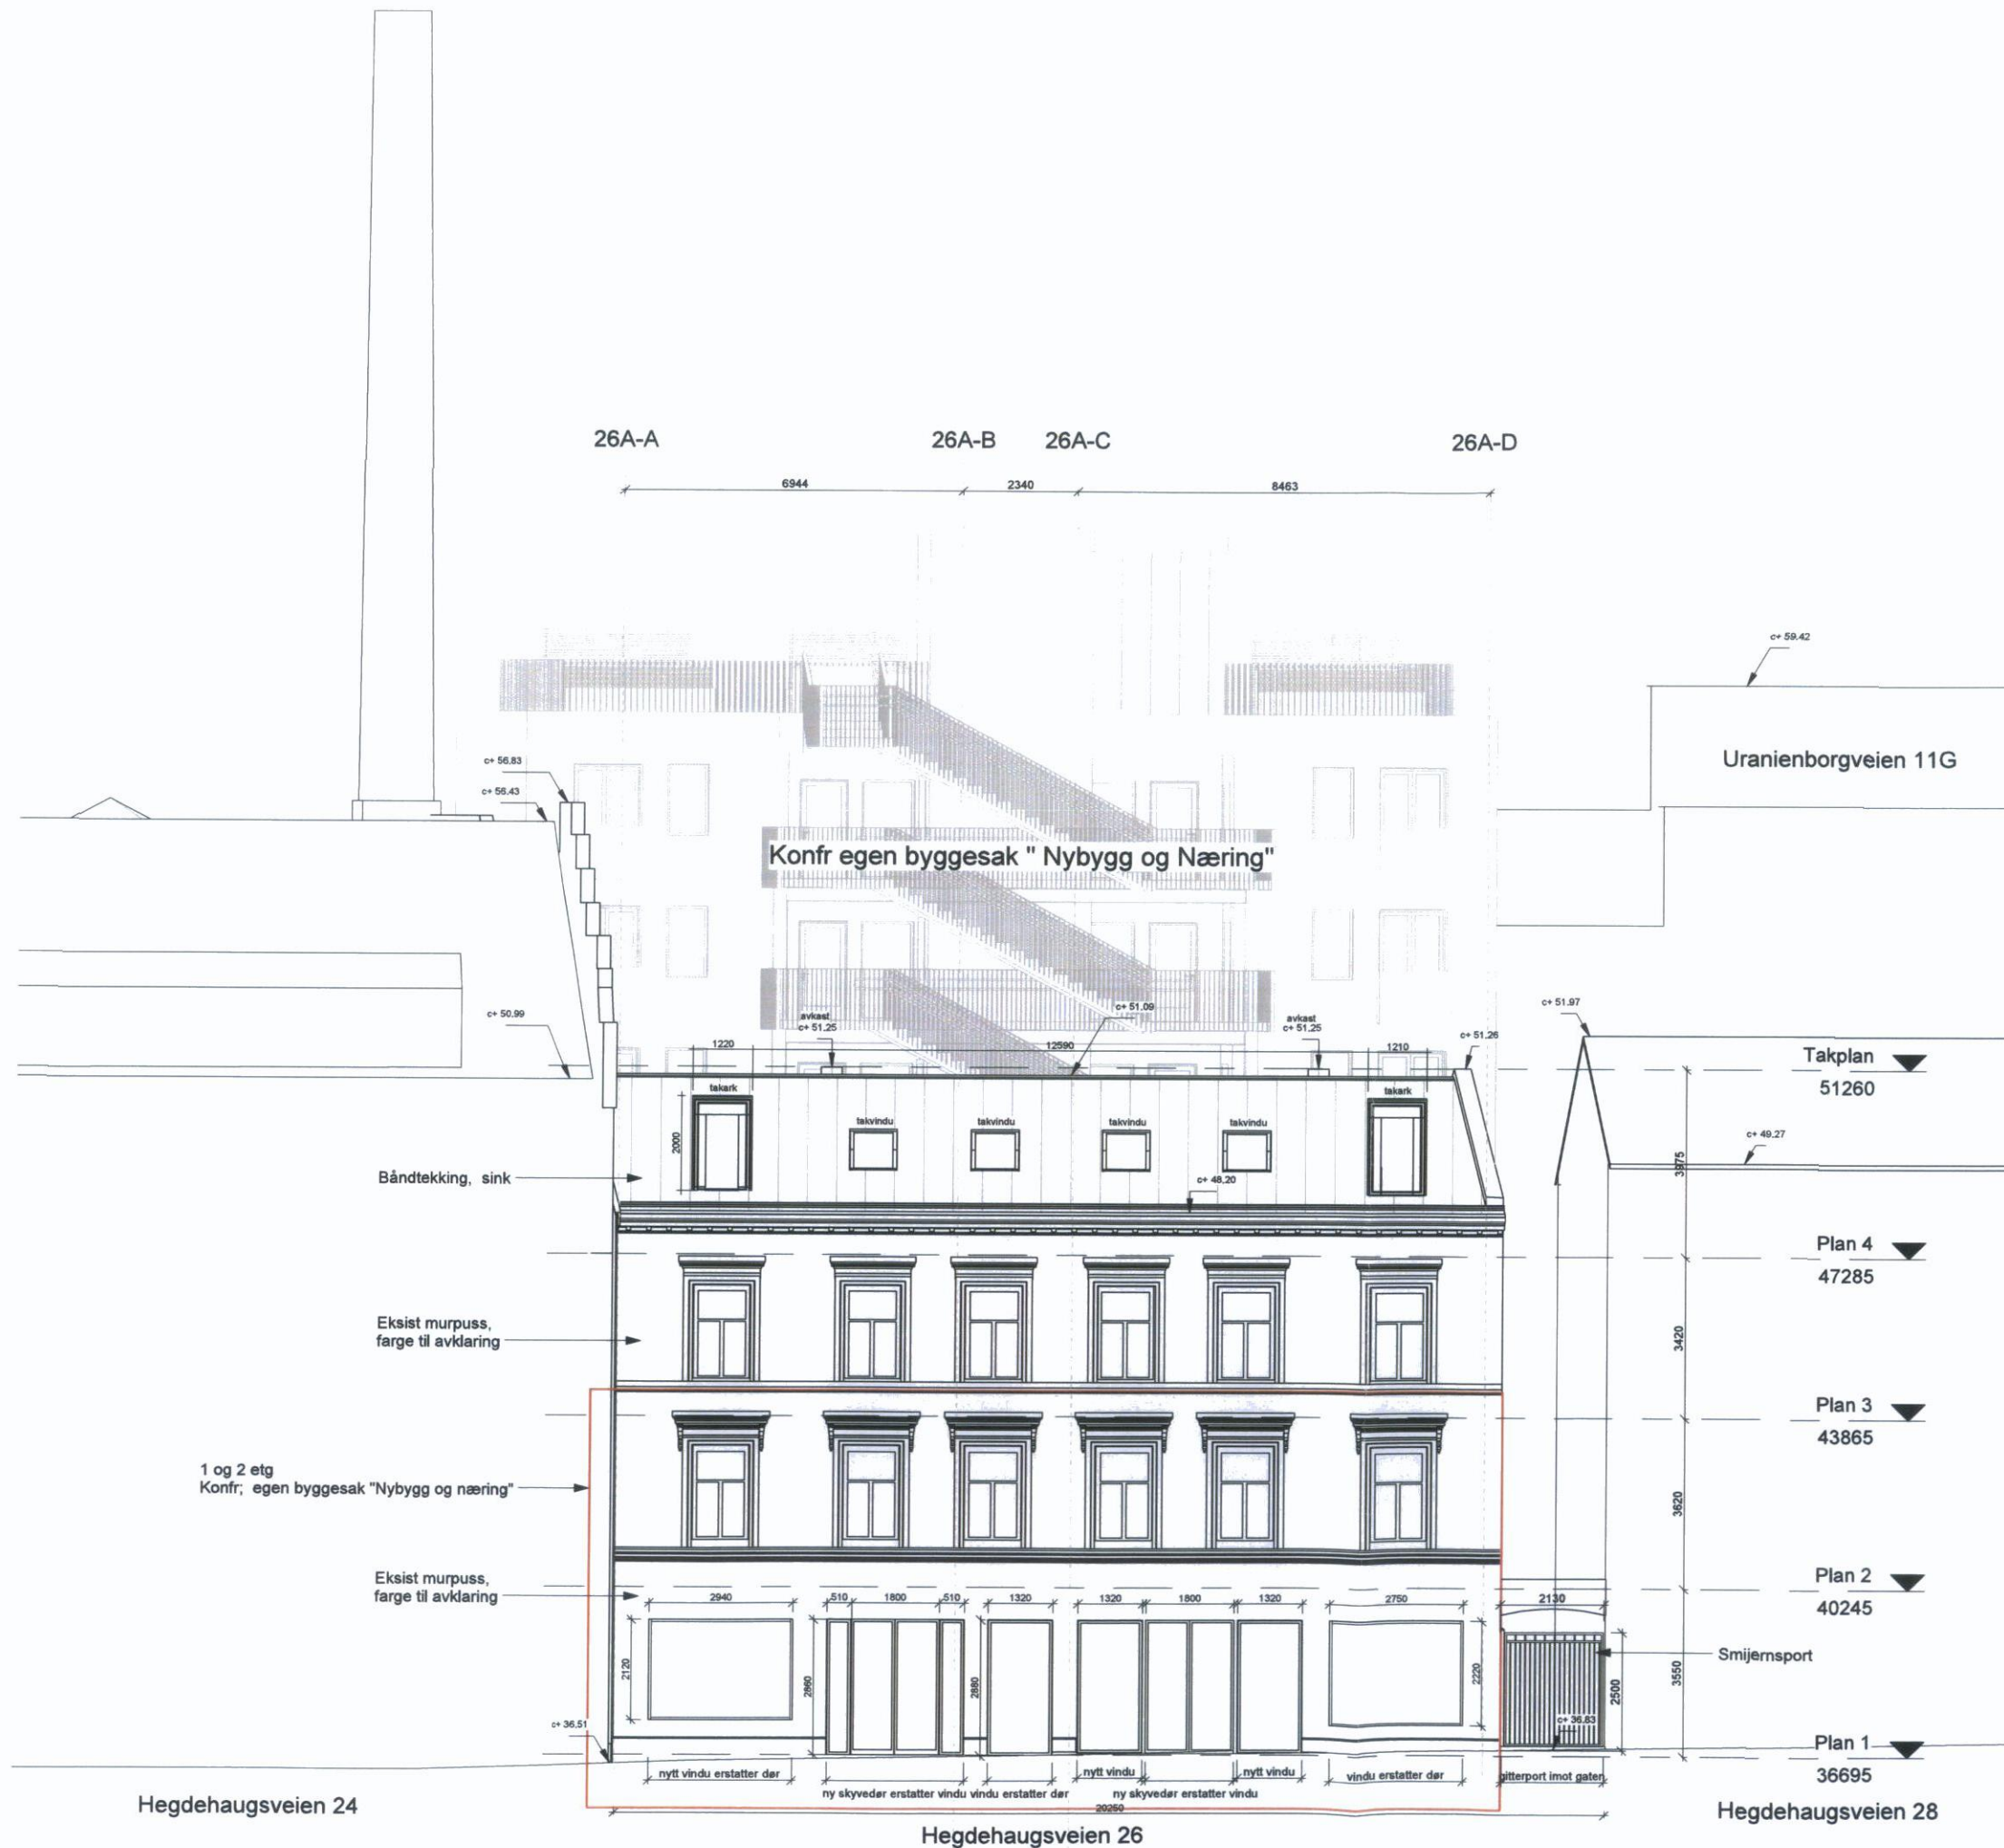 26A-A 26A-B 26A-C 26A-D
6944 2340 8463
c+ 59.42
Uranienborgveien 11G
c+ 56.83
c+ 56.43
Konfr egen byggesak " Nybygg og Næring"
c+ 50.99
avkast
c+ 51.25
c+ 51.09
avkast
c+ 51.25
c+ 51.26
c+ 51.97
1220 12590 1210
Takplan
51260
takark takvindu takvindu takvindu takvindu takark
2000
c+ 49.27
3975
Båndtekking, sink
c+ 48,20
Plan 4
47285
Eksist murpuss,
farge til avklaring
3420
Plan 3
43865
1 og 2 etg
Konfr; egen byggesak "Nybygg og næring"
3620
Eksist murpuss,
farge til avklaring
Plan 2
40245
2940 510 1800 510 1320 1320 1800 1320 2750 2130
2120 2860 2880 2220 2500 3550
Smijernsport
c+ 36,51
c+ 36.83
Plan 1
36695
nytt vindu erstatter dør
ny skyvedør erstatter vindu
vindu erstatter dør
nytt vindu
ny skyvedør erstatter vindu
nytt vindu
vindu erstatter dør
gitterport imot gaten
20250
Hegdehaugsveien 24
Hegdehaugsveien 26
Hegdehaugsveien 28